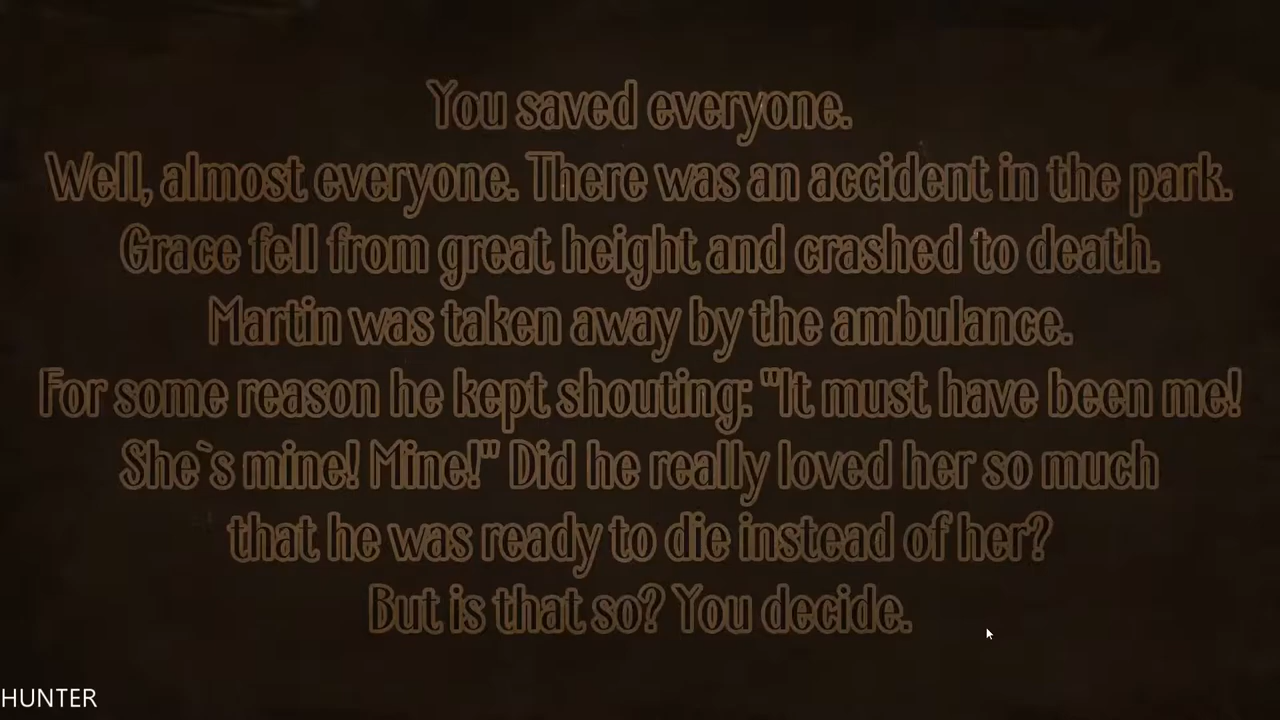 You saved everyone.
Well, almost everyone. There was an accident in the park.
Grace fell from great height and crashed to death.
Martin was taken away by the ambulance.
For some reason he kept shouting: "It must have been me!
She`s mine! Mine!" Did he really loved her so much
that he was ready to die instead of her?
But is that so? You decide.
HUNTER